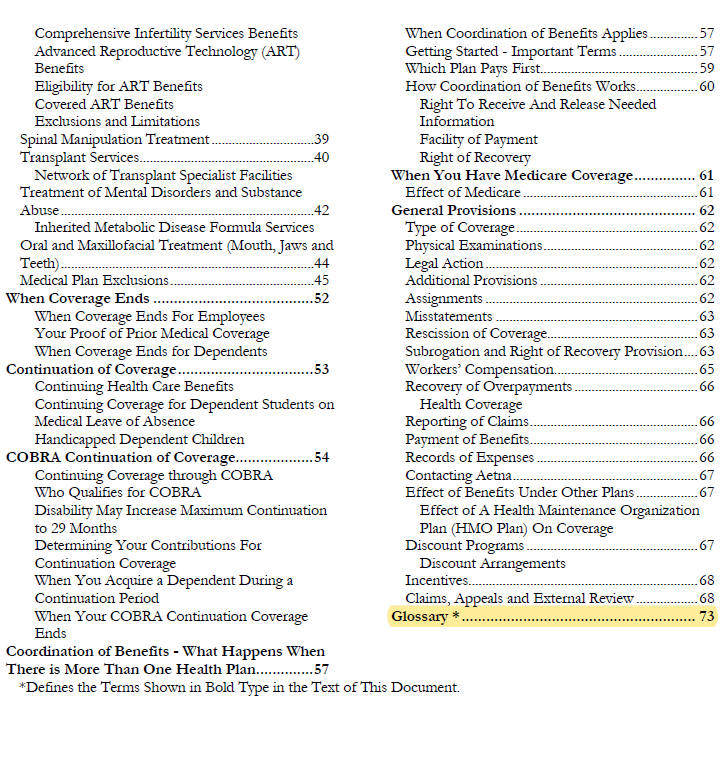 Comprehensive Infertility Services Benefits
Advanced Reproductive Technology (ART)
Benefits
Eligibility for ART Benefits
Covered ART Benefits
Exclusions and Limitations
Spinal Manipulation Treatment..............................39
Transplant Services..................................................40
Network of Transplant Specialist Facilities
Treatment of Mental Disorders and Substance
Abuse.........................................................................42
Inherited Metabolic Disease Formula Services
Oral and Maxillofacial Treatment (Mouth, Jaws and
Teeth).........................................................................44
Medical Plan Exclusions..........................................45
When Coverage Ends .....................................52
When Coverage Ends For Employees
Your Proof of Prior Medical Coverage
When Coverage Ends for Dependents
Continuation of Coverage...............................53
Continuing Health Care Benefits
Continuing Coverage for Dependent Students on
Medical Leave of Absence
Handicapped Dependent Children
COBRA Continuation of Coverage..................54
Continuing Coverage through COBRA
Who Qualifies for COBRA
Disability May Increase Maximum Continuation
to 29 Months
Determining Your Contributions For
Continuation Coverage
When You Acquire a Dependent During a
Continuation Period
When Your COBRA Continuation Coverage
Ends
Coordination of Benefits - What Happens When
There is More Than One Health Plan.............57
When Coordination of Benefits Applies..............57
Getting Started - Important Terms.......................57
Which Plan Pays First.............................................59
How Coordination of Benefits Works..................60
Right To Receive And Release Needed
Information
Facility of Payment
Right of Recovery
When You Have Medicare Coverage.............. 61
Effect of Medicare..................................................61
General Provisions ......................................... 62
Type of Coverage.....................................................62
Physical Examinations.............................................62
Legal Action..............................................................62
Additional Provisions..............................................62
Assignments..............................................................62
Misstatements...........................................................63
Rescission of Coverage............................................63
Subrogation and Right of Recovery Provision....63
Workers’ Compensation..........................................65
Recovery of Overpayments....................................66
Health Coverage
Reporting of Claims.................................................66
Payment of Benefits.................................................66
Records of Expenses...............................................66
Contacting Aetna......................................................67
Effect of Benefits Under Other Plans..................67
Effect of A Health Maintenance Organization
Plan (HMO Plan) On Coverage
Discount Programs..................................................67
Discount Arrangements
Incentives...................................................................68
Claims, Appeals and External Review..................68
Glossary *........................................................ 73
*Defines the Terms Shown in Bold Type in the Text of This Document.